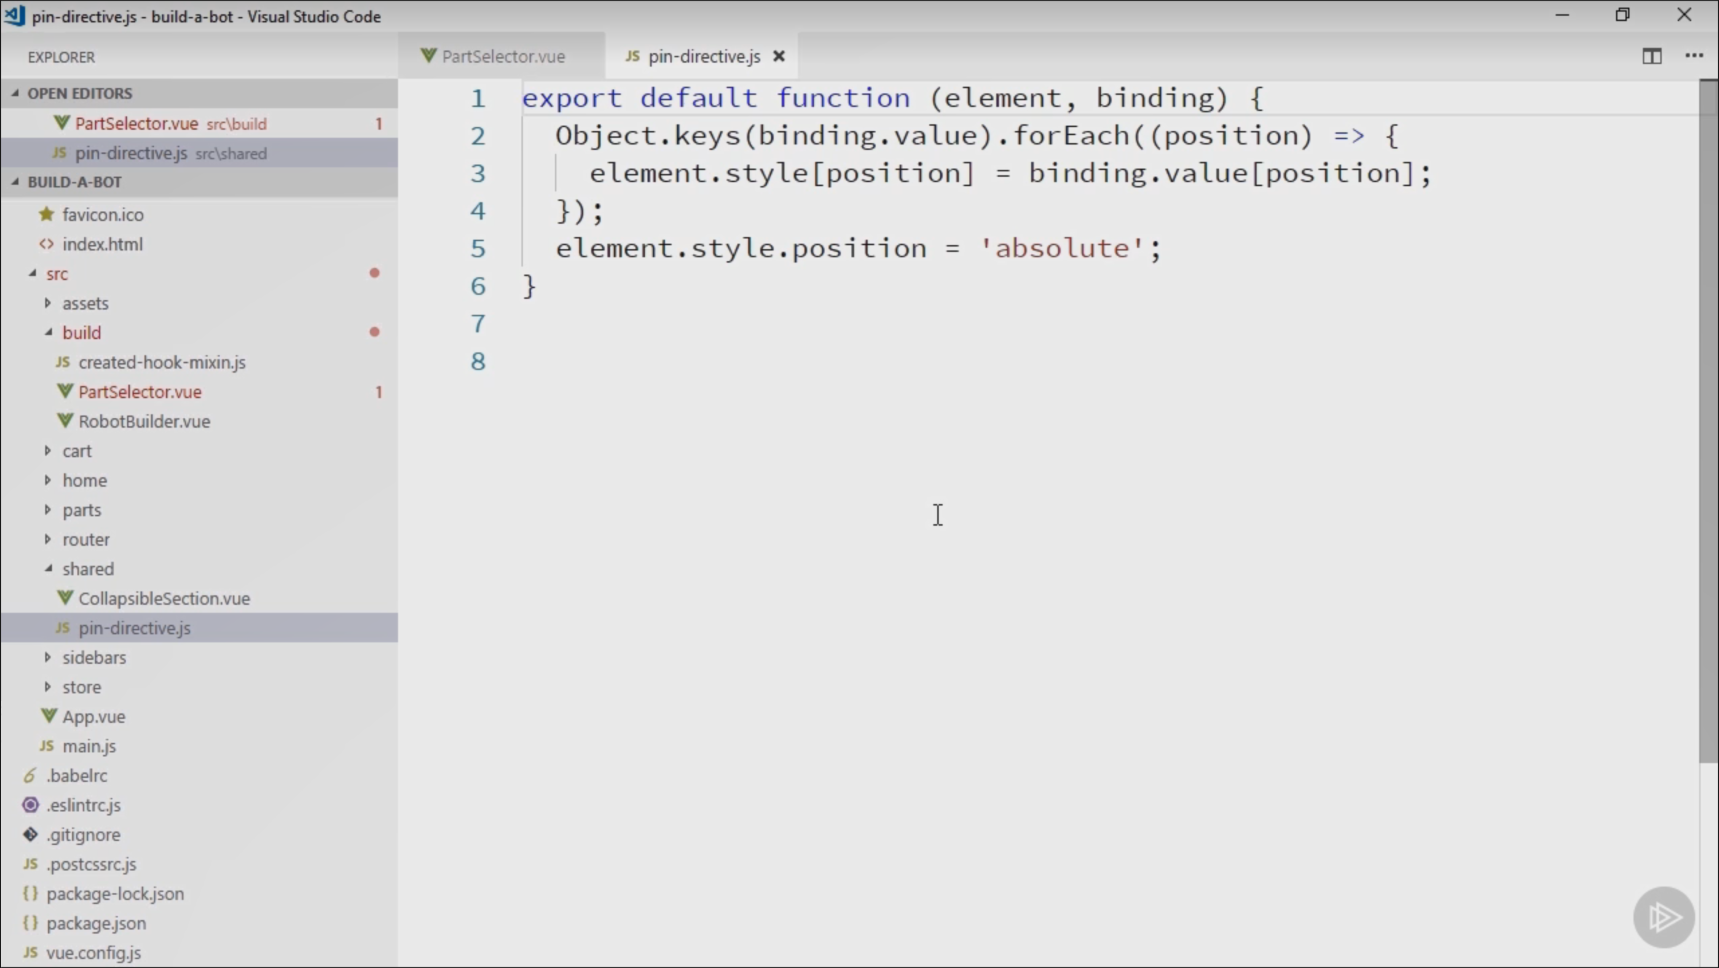 pin-directive.js - build-a-bot - Visual Studio Code
EXPLORER
OPEN EDITORS
PartSelector.vue src\build 1
JS pin-directive.js src\shared
BUILD-A-BOT
favicon.ico
<> index.html
src
assets
build
JS created-hook-mixin.js
PartSelector.vue 1
RobotBuilder.vue
cart
home
parts
router
shared
CollapsibleSection.vue
JS pin-directive.js
sidebars
store
App.vue
JS main.js
6 .babelrc
.eslintrc.js
.gitignore
JS .postcssrc.js
{} package-lock.json
{} package.json
JS vue.config.js
PartSelector.vue
JS pin-directive.js
1 export default function (element, binding) {
2 Object.keys(binding.value).forEach((position) => {
3 element.style[position] = binding.value[position];
4 });
5 element.style.position = 'absolute';
6 }
7
8